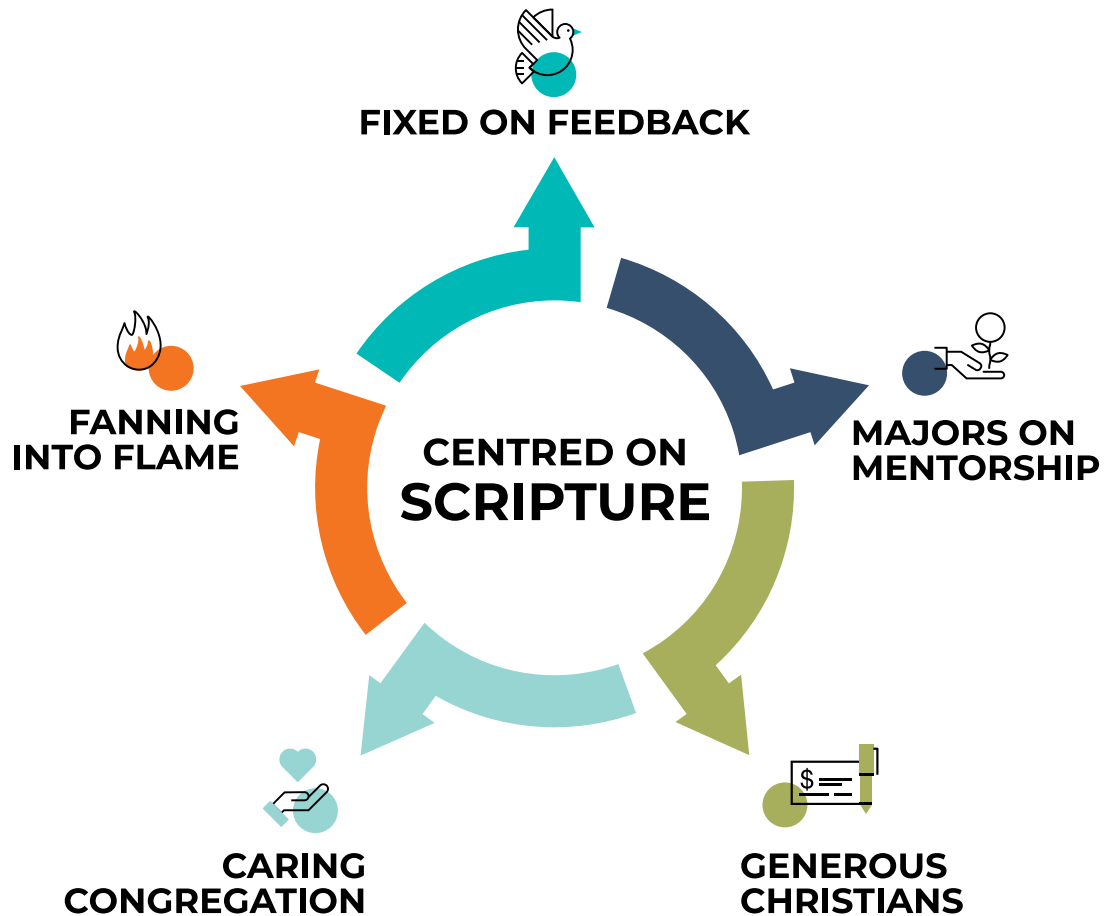 FIXED ON FEEDBACK
FANNING
INTO FLAME
MAJORS ON
MENTORSHIP
CENTRED ON
SCRIPTURE
$
CARING
CONGREGATION
GENEROUS
CHRISTIANS